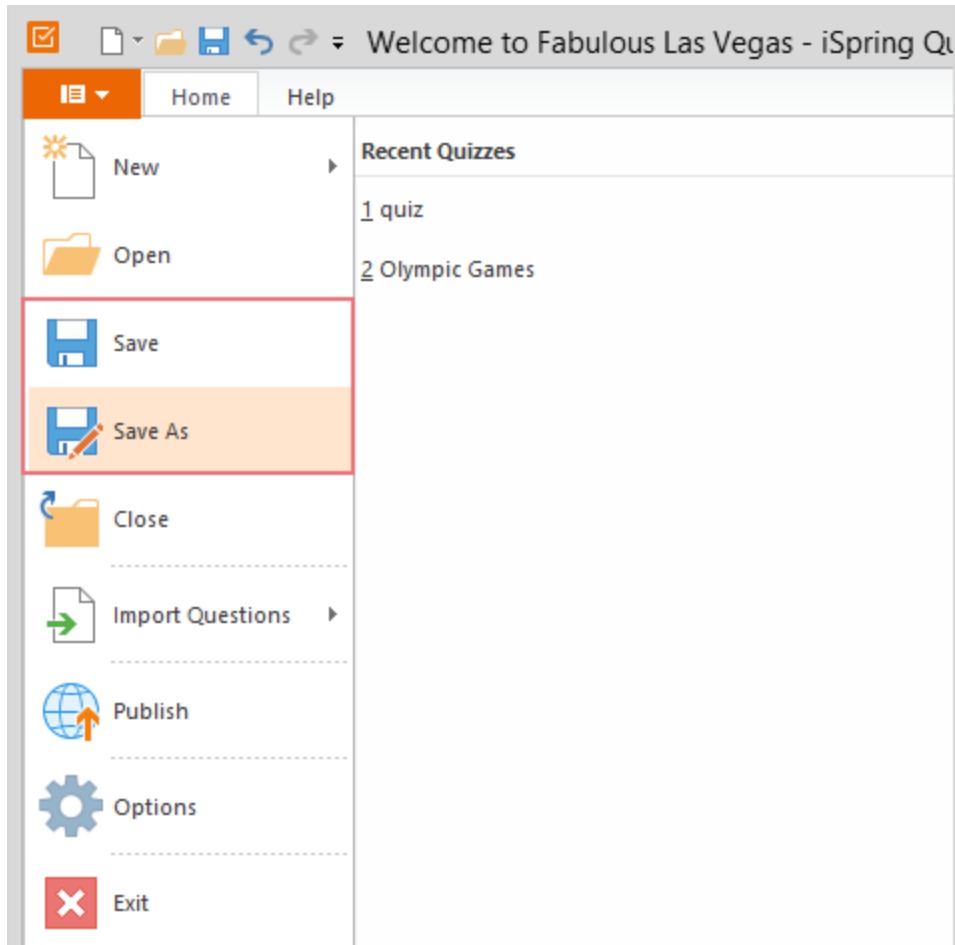 Welcome to Fabulous Las Vegas - iSpring
Home Help
New
Open
Save
Save As
Close
Import Questions
Publish
Options
Exit
Recent Quizzes
1 quiz
2 Olympic Games